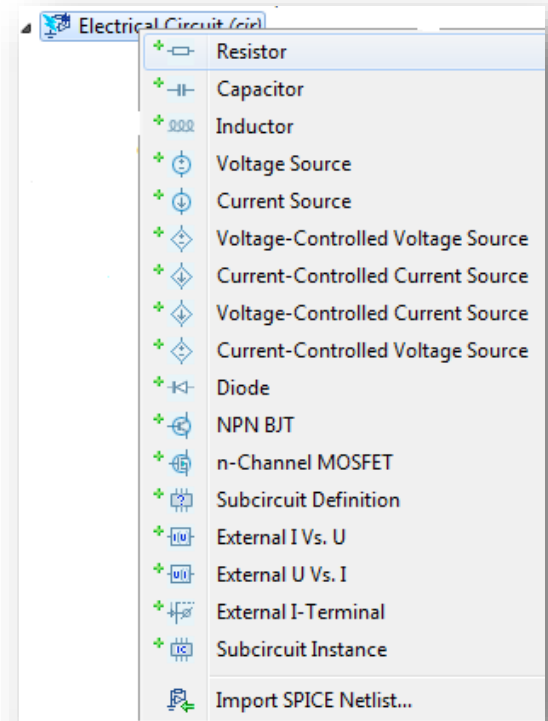 Electrical Circuit (cir)
Resistor
Capacitor
Inductor
Voltage Source
Current Source
Voltage-Controlled Voltage Source
Current-Controlled Current Source
Voltage-Controlled Current Source
Current-Controlled Voltage Source
Diode
NPN BJT
n-Channel MOSFET
Subcircuit Definition
External I Vs. U
External U Vs. I
External I-Terminal
Subcircuit Instance
Import SPICE Netlist...